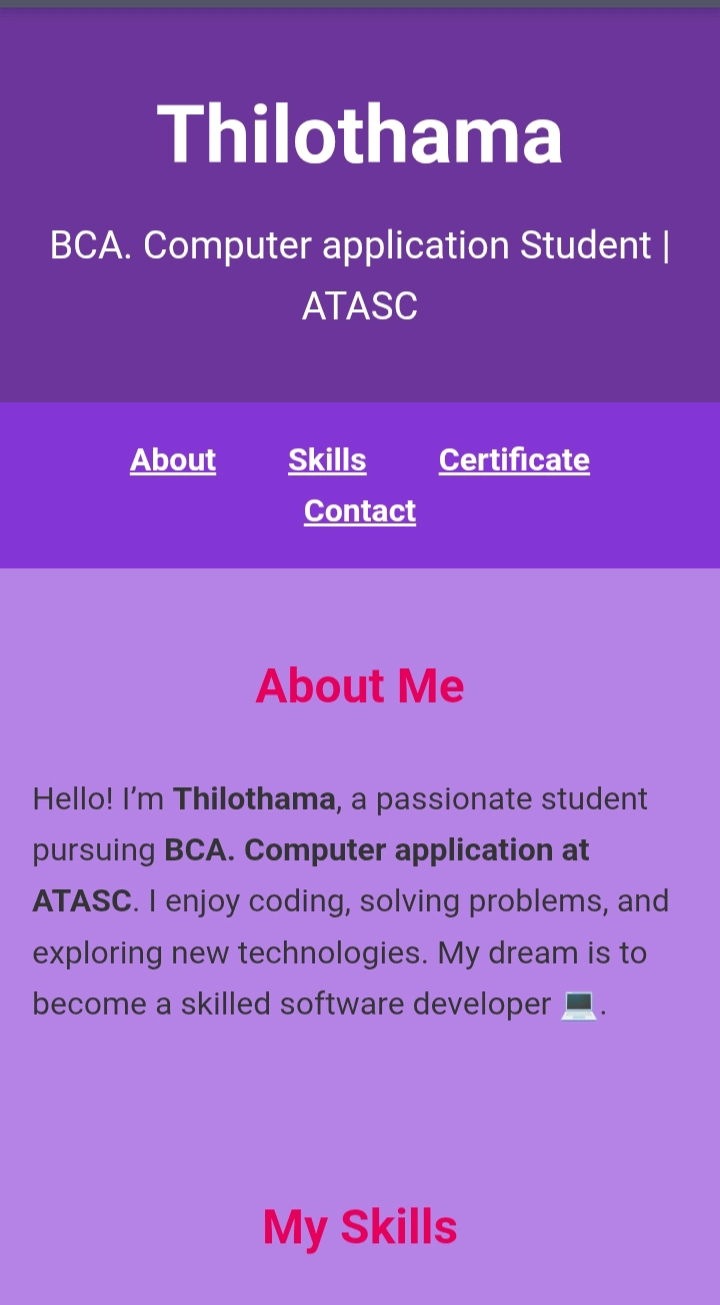 Thilothama
BCA. Computer application Student |
ATASC
About Skills Certificate
Contact
About Me
Hello! I’m Thilothama, a passionate student
pursuing BCA. Computer application at
ATASC. I enjoy coding, solving problems, and
exploring new technologies. My dream is to
become a skilled software developer 💻.
My Skills